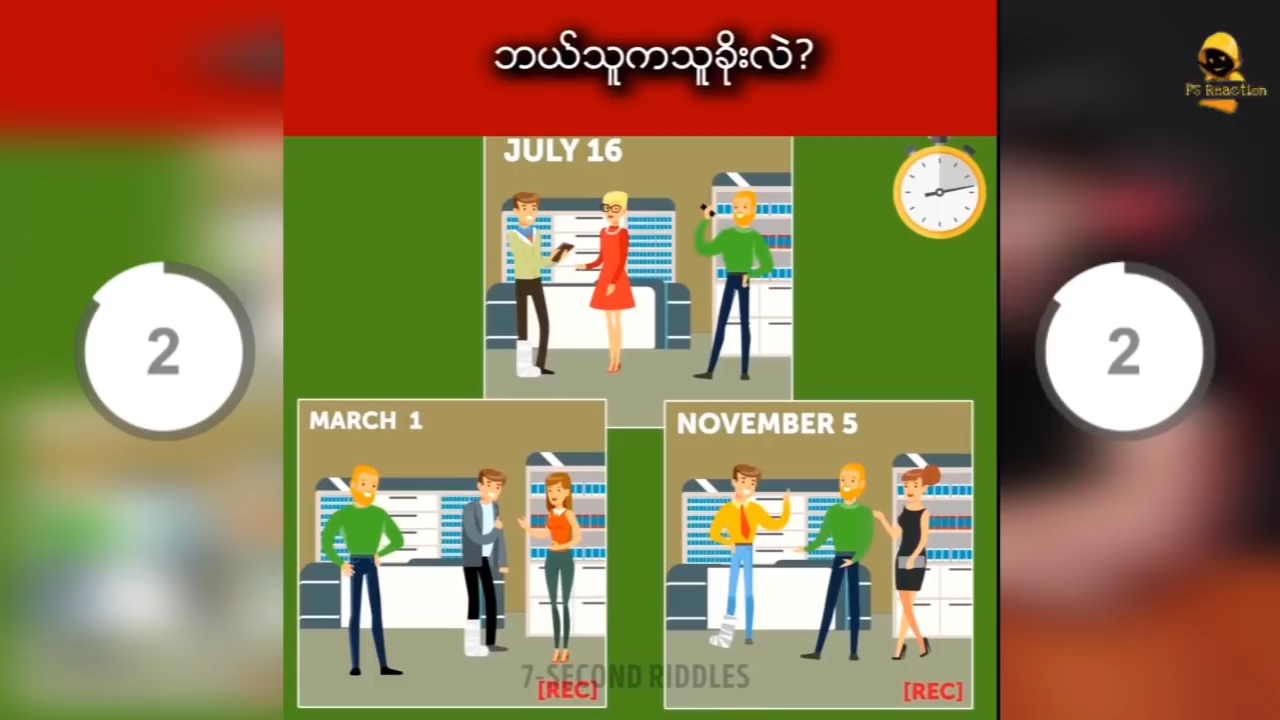 ဘယ်သူကသူခိုးလဲ?
PS Reaction
JULY 16
2
2
MARCH 1
NOVEMBER 5
7-SECOND RIDDLES
[REC]
[REC]